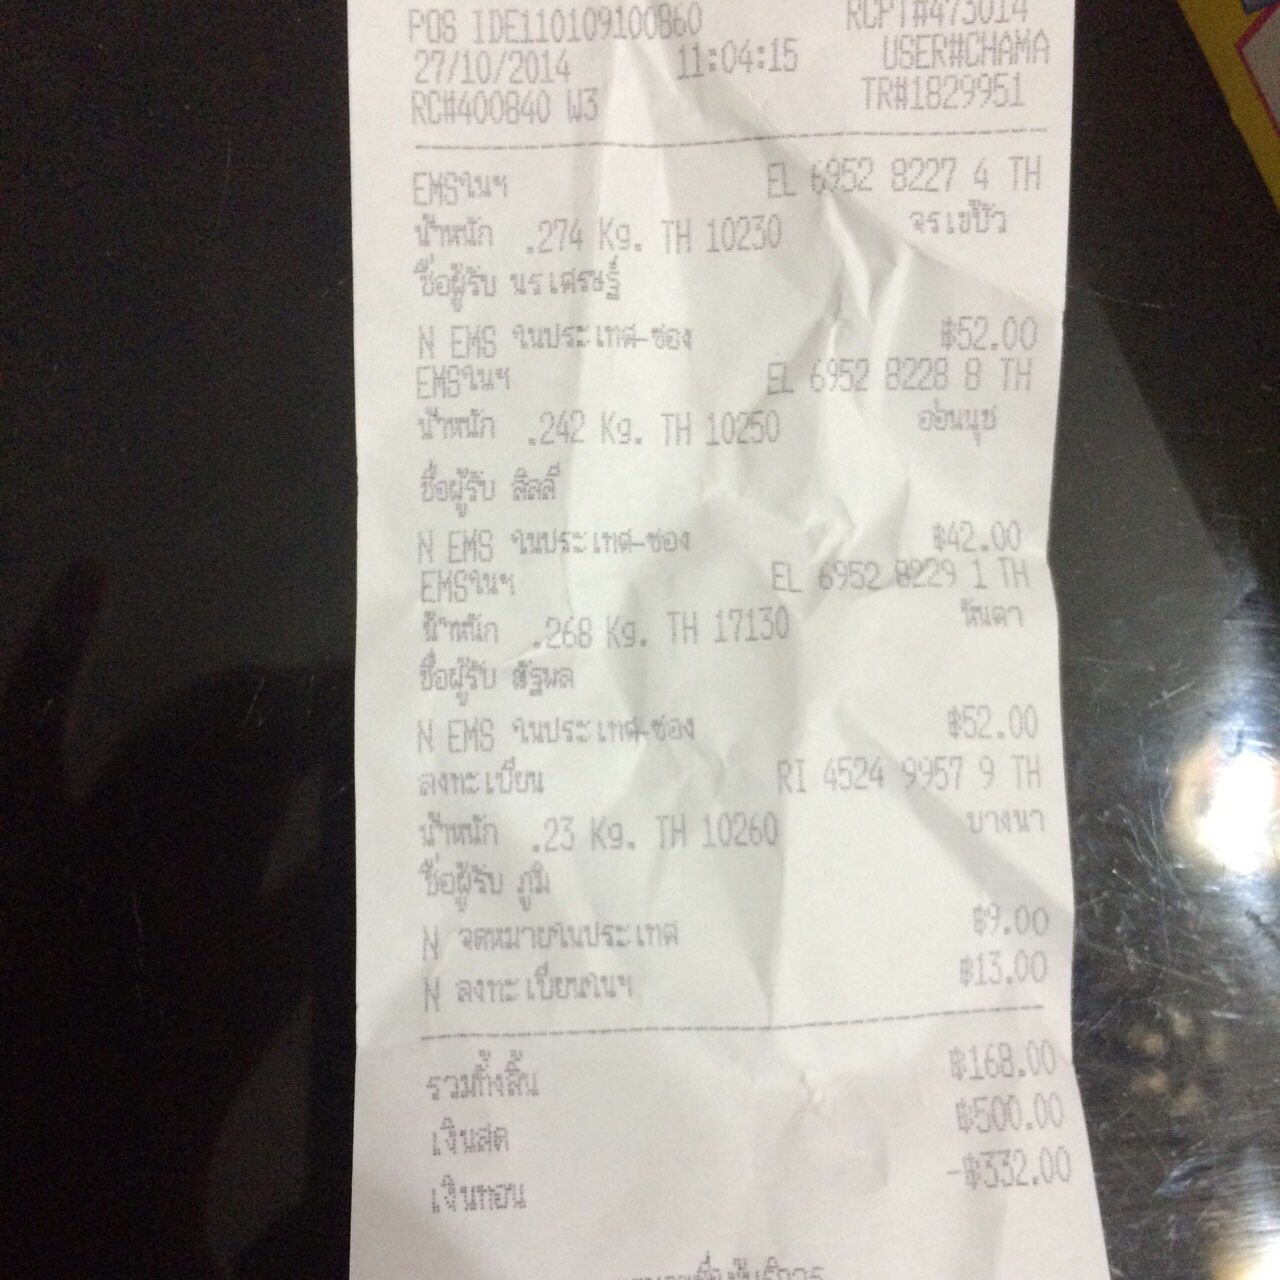 POS IDE110109100860 RCPT#473014
27/10/2014 11:04:15 USER#CHAMA
RC#400840 W3 TR#1829951
EMSในฯ EL 6952 8227 4 TH
น้ำหนัก .274 Kg. TH 10230 จรเข้บัว
ชื่อผู้รับ นรเศรษฐ์
N EMS ในประเทศ-ซอง ฿52.00
EMSในฯ EL 6952 8228 8 TH
น้ำหนัก .242 Kg. TH 10250 อ่อนนุช
ชื่อผู้รับ ลิลลี่
N EMS ในประเทศ-ซอง ฿42.00
EMSในฯ EL 6952 8229 1 TH
น้ำหนัก .268 Kg. TH 17130 หันคา
ชื่อผู้รับ รัฐพล
N EMS ในประเทศ-ซอง ฿52.00
ลงทะเบียน RI 4524 9957 9 TH
น้ำหนัก .23 Kg. TH 10260 บางนา
ชื่อผู้รับ ภูมิ
N จดหมายในประเทศ ฿9.00
N ลงทะเบียนในฯ ฿13.00
รวมทั้งสิ้น ฿168.00
เงินสด ฿500.00
เงินทอน -฿332.00